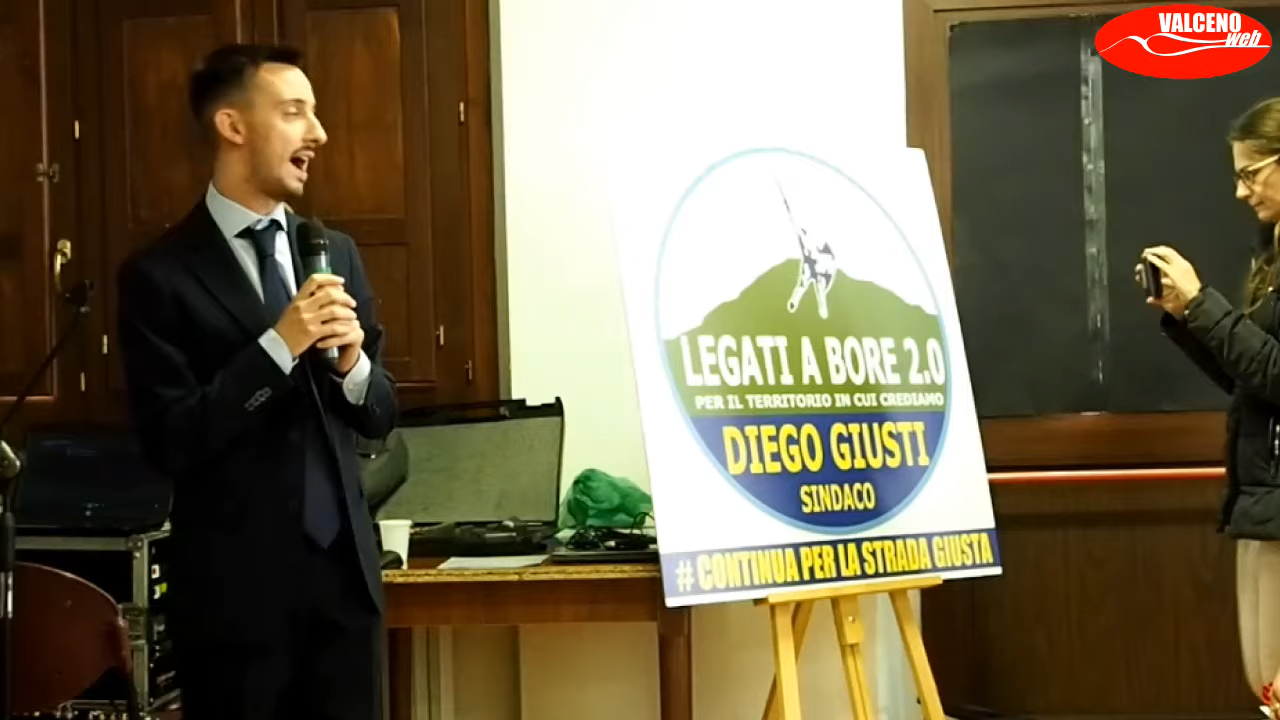 VALCENO
web
LEGATI A BORE 2.0
PER IL TERRITORIO IN CUI CREDIAMO
DIEGO GIUSTI
SINDACO
# CONTINUA PER LA STRADA GIUSTA